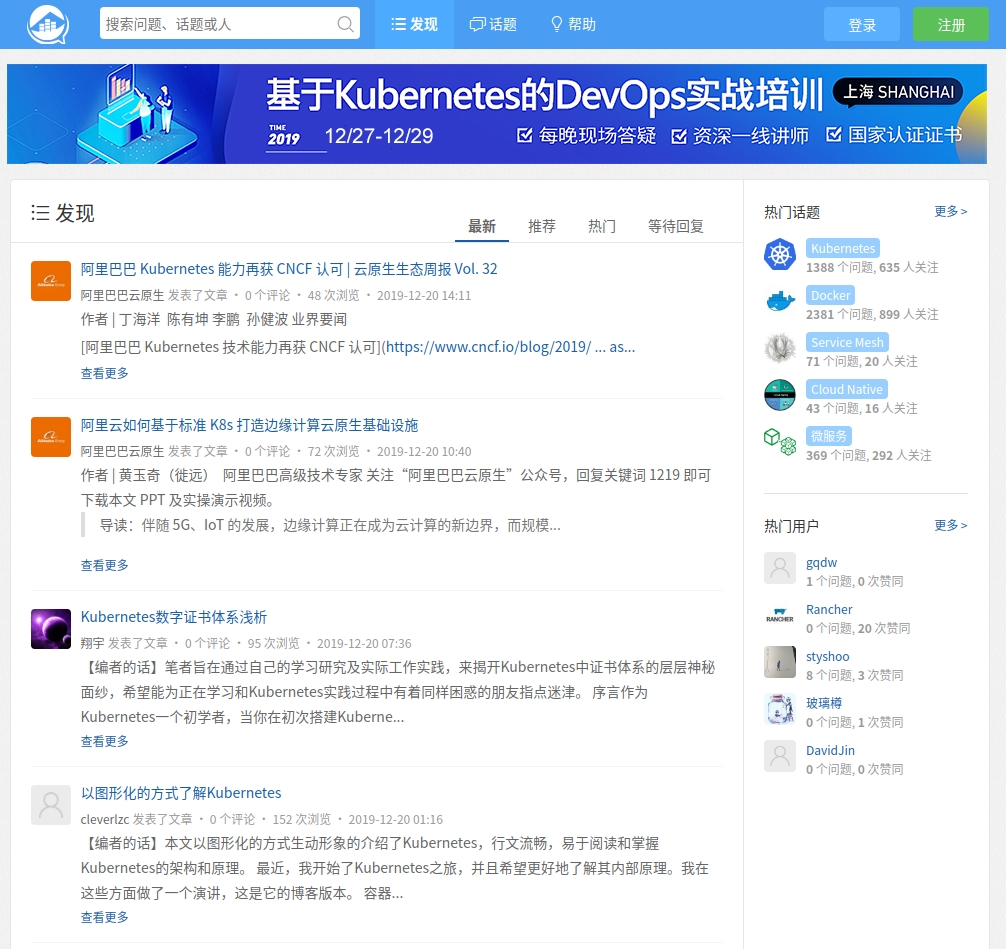 搜索问题、话题或人
发现
话题
帮助
登录
注册
基于Kubernetes的DevOps实战培训
上海 SHANGHAI
TIME
2019
12/27-12/29
每晚现场答疑
资深一线讲师
国家认证证书
发现
最新
推荐
热门
等待回复
阿里巴巴 Kubernetes 能力再获 CNCF 认可 | 云原生生态周报 Vol. 32
阿里巴巴云原生 发表了文章 • 0 个评论 • 48 次浏览 • 2019-12-20 14:11
作者 | 丁海洋 陈有坤 李鹏 孙健波 业界要闻
[阿里巴巴 Kubernetes 技术能力再获 CNCF 认可](https://www.cncf.io/blog/2019/ ... as...
查看更多
阿里云如何基于标准 K8s 打造边缘计算云原生基础设施
阿里巴巴云原生 发表了文章 • 0 个评论 • 72 次浏览 • 2019-12-20 10:40
作者 | 黄玉奇（徙远） 阿里巴巴高级技术专家 关注“阿里巴巴云原生”公众号，回复关键词 1219 即可
下载本文 PPT 及实操演示视频。
导读：伴随 5G、IoT 的发展，边缘计算正在成为云计算的新边界，而规模...
查看更多
Kubernetes数字证书体系浅析
翔宇 发表了文章 • 0 个评论 • 95 次浏览 • 2019-12-20 07:36
【编者的话】笔者旨在通过自己的学习研究及实际工作实践，来揭开Kubernetes中证书体系的层层神秘
面纱，希望能为正在学习和Kubernetes实践过程中有着同样困惑的朋友指点迷津。 序言作为
Kubernetes一个初学者，当你在初次搭建Kuberne...
查看更多
以图形化的方式了解Kubernetes
cleverlzc 发表了文章 • 0 个评论 • 152 次浏览 • 2019-12-20 01:16
【编者的话】本文以图形化的方式生动形象的介绍了Kubernetes，行文流畅，易于阅读和掌握
Kubernetes的架构和原理。 最近，我开始了Kubernetes之旅，并且希望更好地了解其内部原理。我在
这些方面做了一个演讲，这是它的博客版本。 容器...
查看更多
热门话题
更多 >
Kubernetes
1388 个问题, 635 人关注
Docker
2381 个问题, 899 人关注
Service Mesh
71 个问题, 20 人关注
Cloud Native
43 个问题, 16 人关注
微服务
369 个问题, 292 人关注
热门用户
更多 >
gqdw
1 个问题, 0 次赞同
RANCHER
Rancher
0 个问题, 20 次赞同
styshoo
8 个问题, 3 次赞同
玻璃樽
0 个问题, 1 次赞同
DavidJin
0 个问题, 0 次赞同